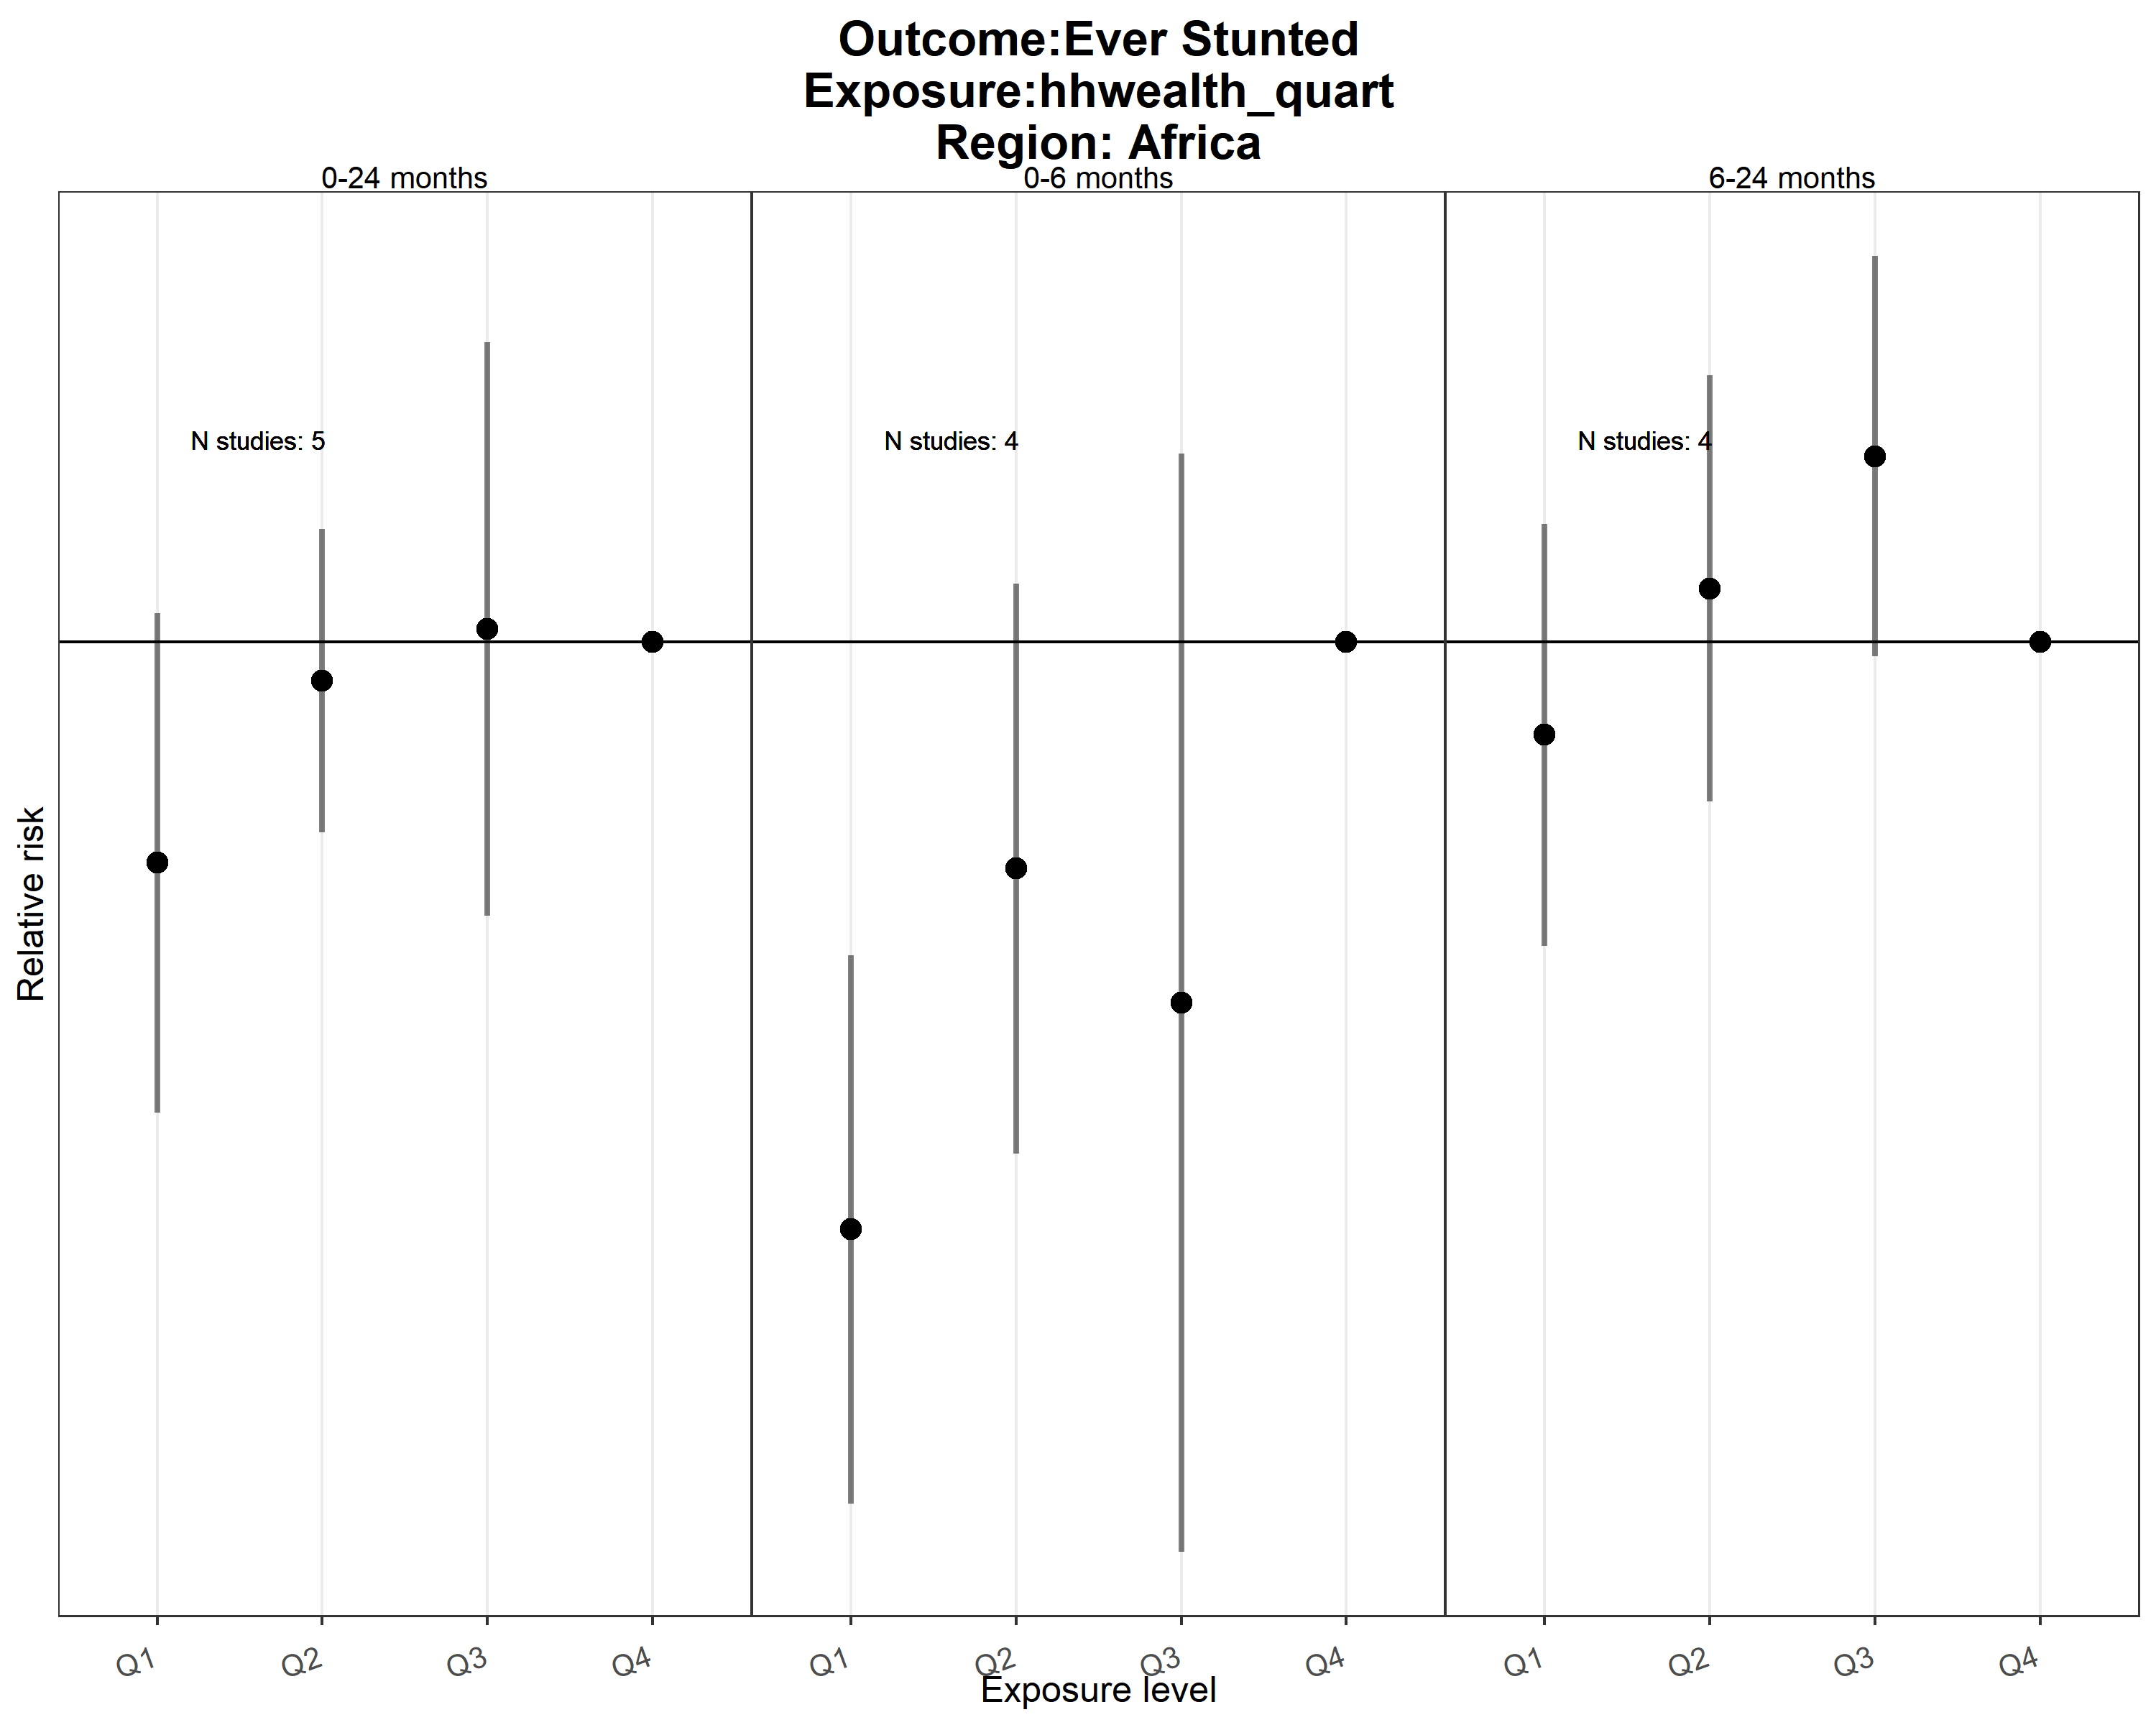 Outcome:Ever Stunted
Exposure:hhwealth_quart
Region: Africa
0-24 months
0-6 months
6-24 months
N studies: 5
N studies: 4
N studies: 4
Relative risk
Q1
Q2
Q3
Q4
Q1
Q2
Q3
Q4
Q1
Q2
Q3
Q4
Exposure level